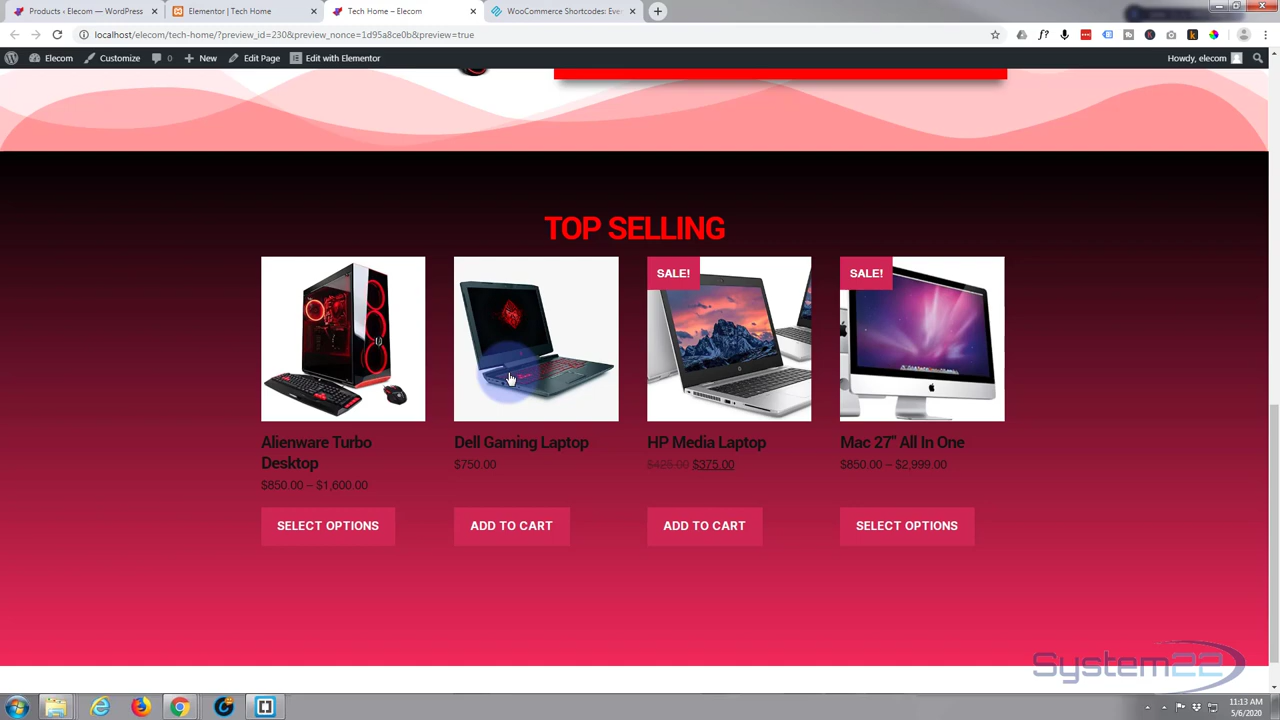 Products ‹ Elecom — WordPress
Elementor | Tech Home
Tech Home – Elecom
WooCommerce Shortcodes: Eve
localhost/elecom/tech-home/?preview_id=230&preview_nonce=1d95a8ce0b&preview=true
Elecom
Customize
0
New
Edit Page
Edit with Elementor
Howdy, elecom
TOP SELLING
SALE!
SALE!
Alienware Turbo
Desktop
$850.00 – $1,600.00
SELECT OPTIONS
Dell Gaming Laptop
$750.00
ADD TO CART
HP Media Laptop
$425.00 $375.00
ADD TO CART
Mac 27" All In One
$850.00 – $2,999.00
SELECT OPTIONS
System22
11:13 AM
5/6/2020